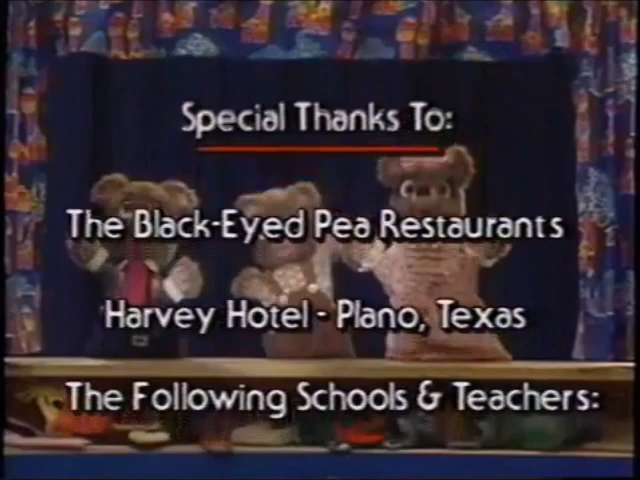 Special Thanks To:
The Black-Eyed Pea Restaurants
Harvey Hotel - Plano, Texas
The Following Schools & Teachers: